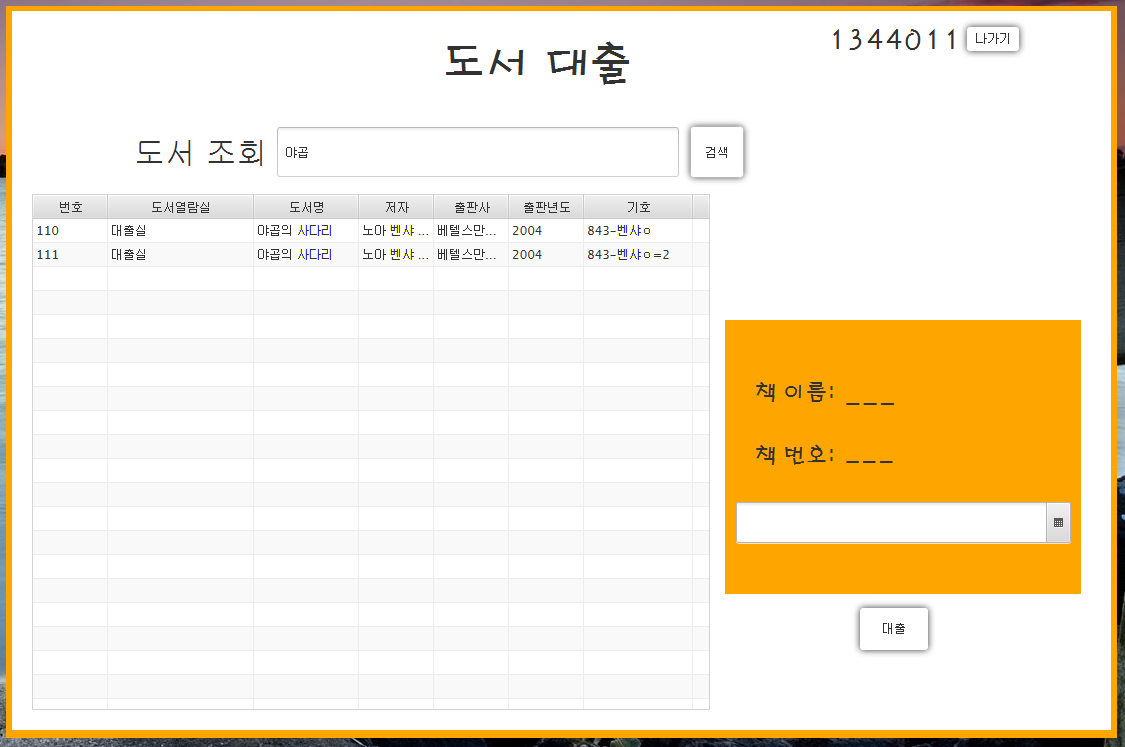 1344011 나가기
도서 대출
도서 조회 야곱 검색
번호 도서열람실 도서명 저자 출판사 출판년도 기호
110 대출실 야곱의 사다리 노아 벤샤 ... 베텔스만... 2004 843-벤샤ㅇ
111 대출실 야곱의 사다리 노아 벤샤 ... 베텔스만... 2004 843-벤샤ㅇ=2
책 이름: ___
책 번호: ___
대출